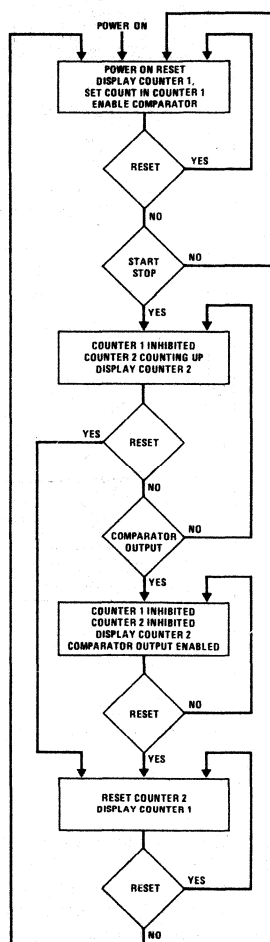 POWER ON
POWER ON RESET
DISPLAY COUNTER 1,
SET COUNT IN COUNTER 1
ENABLE COMPARATOR
RESET
YES
NO
START
STOP
NO
YES
COUNTER 1 INHIBITED
COUNTER 2 COUNTING UP
DISPLAY COUNTER 2
YES
RESET
NO
COMPARATOR
OUTPUT
NO
YES
COUNTER 1 INHIBITED
COUNTER 2 INHIBITED
DISPLAY COUNTER 2
COMPARATOR OUTPUT ENABLED
RESET
NO
YES
RESET COUNTER 2
DISPLAY COUNTER 1
RESET
YES
NO